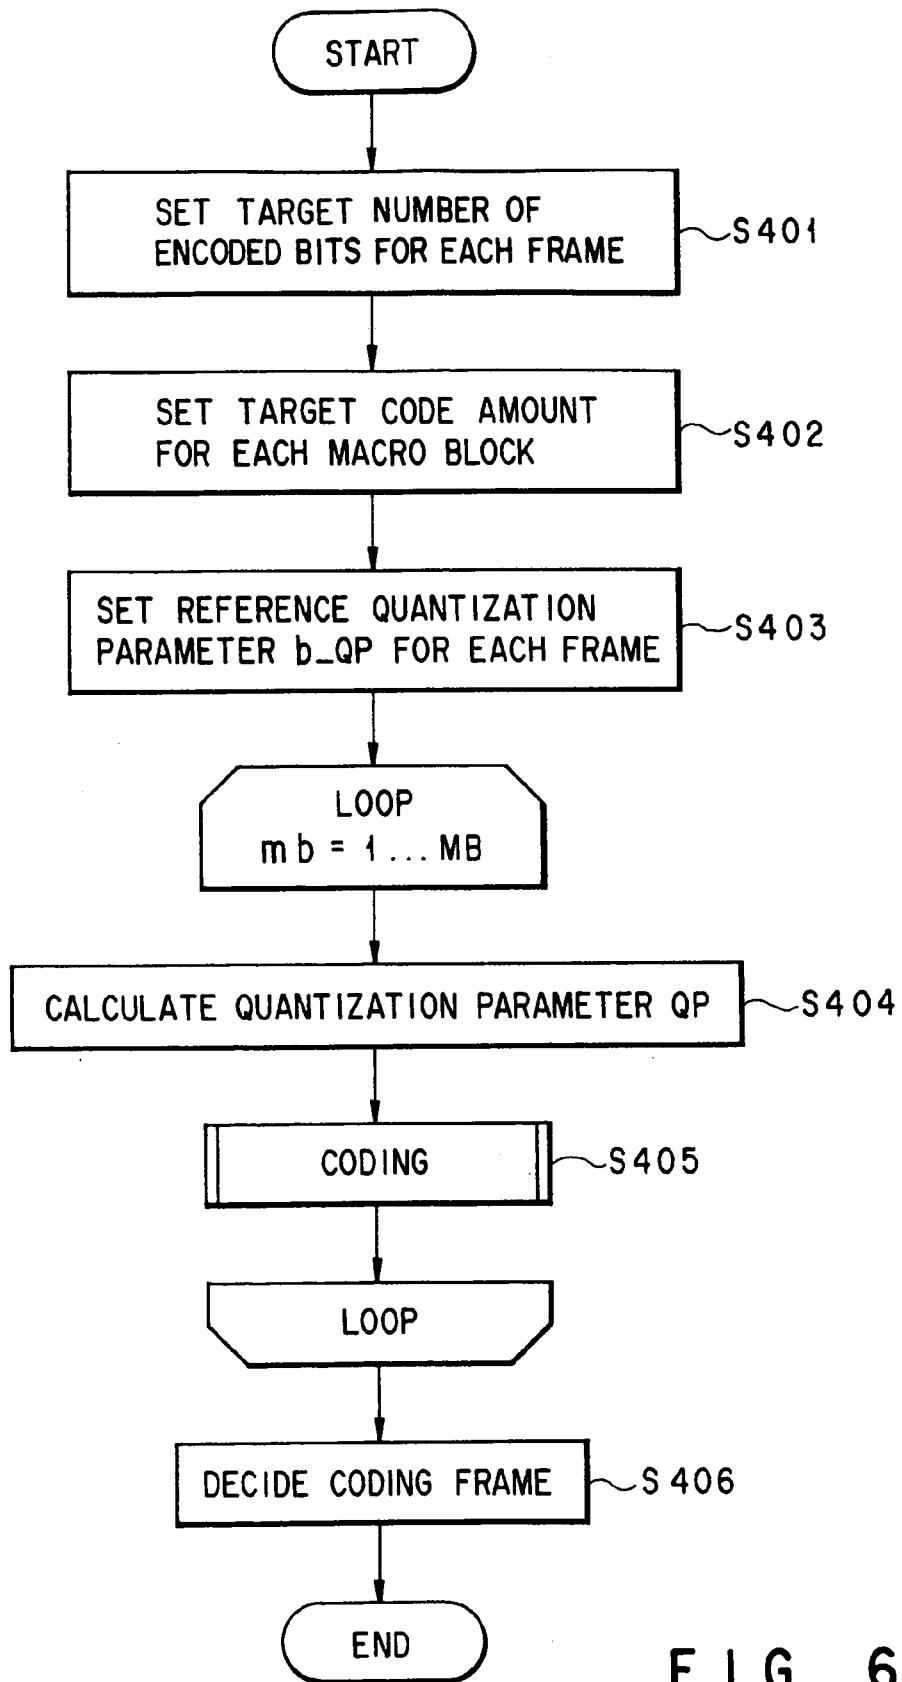 START
SET TARGET NUMBER OF
ENCODED BITS FOR EACH FRAME
S401
SET TARGET CODE AMOUNT
FOR EACH MACRO BLOCK
S402
SET REFERENCE QUANTIZATION
PARAMETER b_QP FOR EACH FRAME
S403
LOOP
mb = 1 ... MB
CALCULATE QUANTIZATION PARAMETER QP
S404
CODING
S405
LOOP
DECIDE CODING FRAME
S406
END
FIG. 6